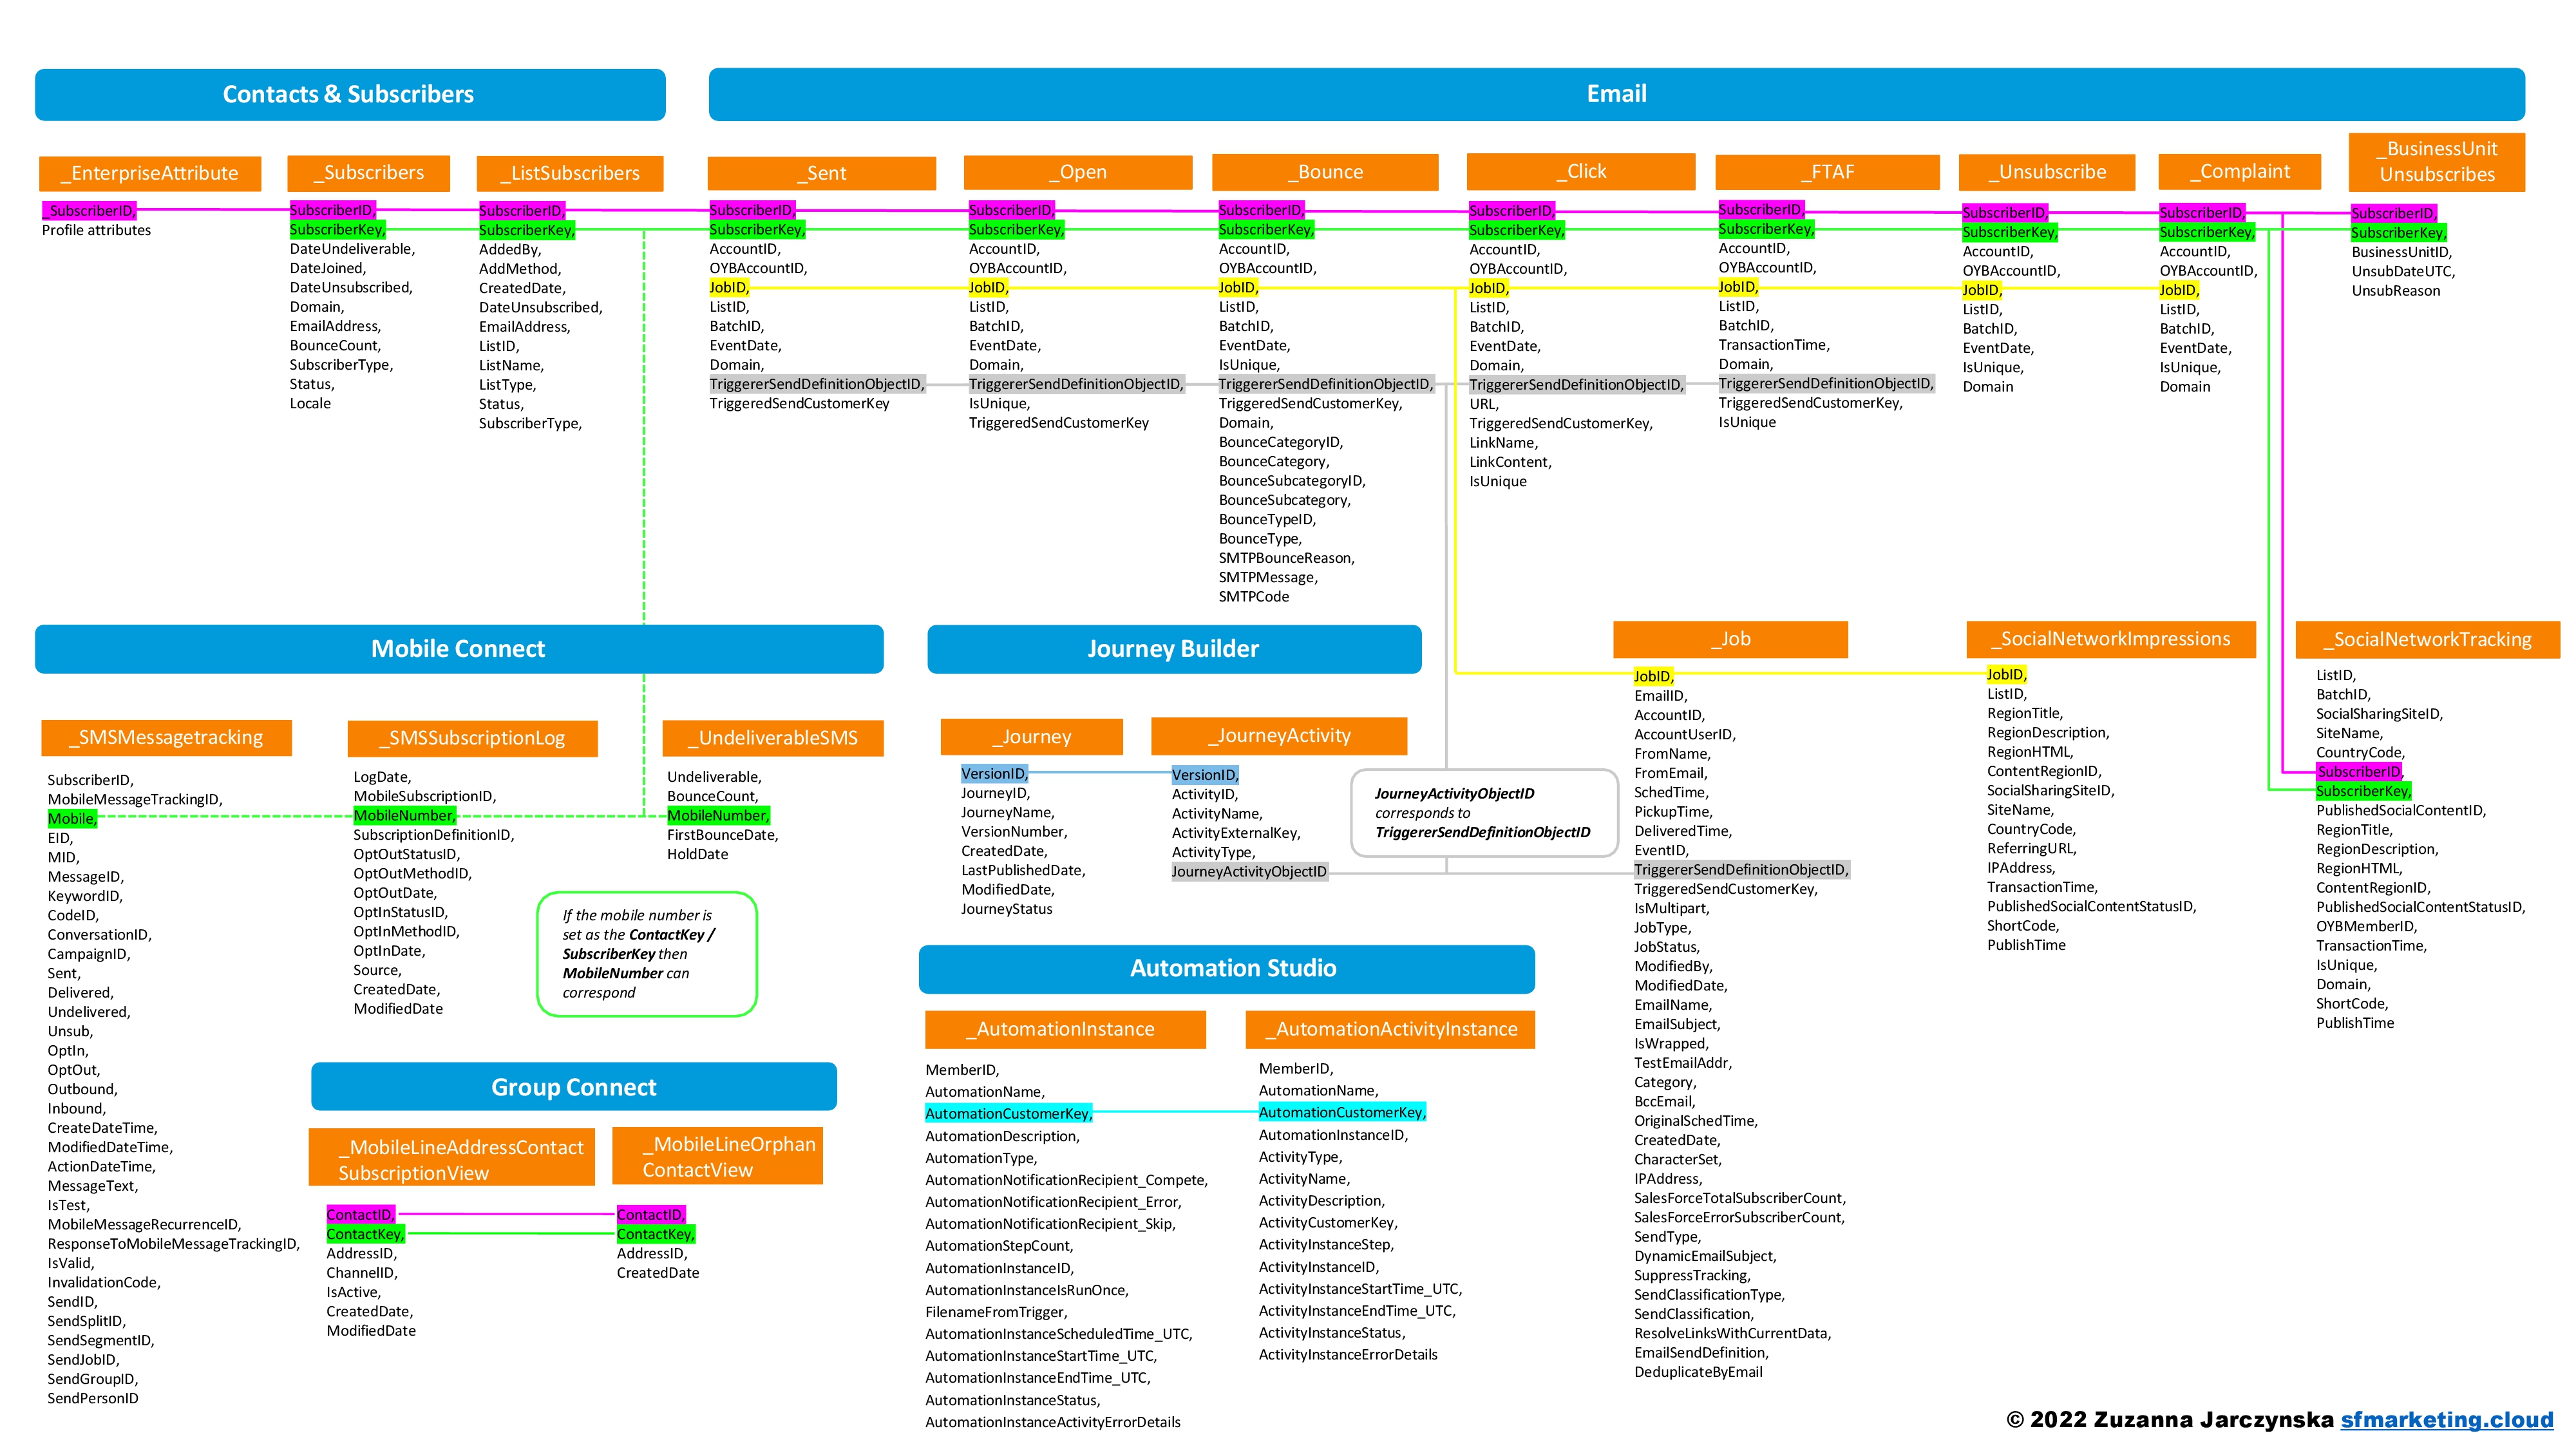 Contacts & Subscribers
Email
_EnterpriseAttribute
_SubscriberID,
Profile attributes
_Subscribers
SubscriberID,
SubscriberKey,
DateUndeliverable,
DateJoined,
DateUnsubscribed,
Domain,
EmailAddress,
BounceCount,
SubscriberType,
Status,
Locale
_ListSubscribers
SubscriberID,
SubscriberKey,
AddedBy,
AddMethod,
CreatedDate,
DateUnsubscribed,
EmailAddress,
ListID,
ListName,
ListType,
Status,
SubscriberType,
_Sent
SubscriberID,
SubscriberKey,
AccountID,
OYBAccountID,
JobID,
ListID,
BatchID,
EventDate,
Domain,
TriggererSendDefinitionObjectID,
TriggeredSendCustomerKey
_Open
SubscriberID,
SubscriberKey,
AccountID,
OYBAccountID,
JobID,
ListID,
BatchID,
EventDate,
Domain,
TriggererSendDefinitionObjectID,
IsUnique,
TriggeredSendCustomerKey
_Bounce
SubscriberID,
SubscriberKey,
AccountID,
OYBAccountID,
JobID,
ListID,
BatchID,
EventDate,
IsUnique,
TriggererSendDefinitionObjectID,
TriggeredSendCustomerKey,
Domain,
BounceCategoryID,
BounceCategory,
BounceSubcategoryID,
BounceSubcategory,
BounceTypeID,
BounceType,
SMTPBounceReason,
SMTPMessage,
SMTPCode
_Click
SubscriberID,
SubscriberKey,
AccountID,
OYBAccountID,
JobID,
ListID,
BatchID,
EventDate,
Domain,
TriggererSendDefinitionObjectID,
URL,
TriggeredSendCustomerKey,
LinkName,
LinkContent,
IsUnique
_FTAF
SubscriberID,
SubscriberKey,
AccountID,
OYBAccountID,
JobID,
ListID,
BatchID,
TransactionTime,
Domain,
TriggererSendDefinitionObjectID,
TriggeredSendCustomerKey,
IsUnique
_Unsubscribe
SubscriberID,
SubscriberKey,
AccountID,
OYBAccountID,
JobID,
ListID,
BatchID,
EventDate,
IsUnique,
Domain
_Complaint
SubscriberID,
SubscriberKey,
AccountID,
OYBAccountID,
JobID,
ListID,
BatchID,
EventDate,
IsUnique,
Domain
_BusinessUnit
Unsubscribes
SubscriberID,
SubscriberKey,
BusinessUnitID,
UnsubDateUTC,
UnsubReason
Mobile Connect
_SMSMessagetracking
SubscriberID,
MobileMessageTrackingID,
Mobile,
EID,
MID,
MessageID,
KeywordID,
CodeID,
ConversationID,
CampaignID,
Sent,
Delivered,
Undelivered,
Unsub,
OptIn,
OptOut,
Outbound,
Inbound,
CreateDateTime,
ModifiedDateTime,
ActionDateTime,
MessageText,
IsTest,
MobileMessageRecurrenceID,
ResponseToMobileMessageTrackingID,
IsValid,
InvalidationCode,
SendID,
SendSplitID,
SendSegmentID,
SendJobID,
SendGroupID,
SendPersonID
_SMSSubscriptionLog
LogDate,
MobileSubscriptionID,
MobileNumber,
SubscriptionDefinitionID,
OptOutStatusID,
OptOutMethodID,
OptOutDate,
OptInStatusID,
OptInMethodID,
OptInDate,
Source,
CreatedDate,
ModifiedDate
_UndeliverableSMS
Undeliverable,
BounceCount,
MobileNumber,
FirstBounceDate,
HoldDate
If the mobile number is
set as the ContactKey /
SubscriberKey then
MobileNumber can
correspond
Group Connect
_MobileLineAddressContact
SubscriptionView
ContactID,
ContactKey,
AddressID,
ChannelID,
IsActive,
CreatedDate,
ModifiedDate
_MobileLineOrphan
ContactView
ContactID,
ContactKey,
AddressID,
CreatedDate
Journey Builder
_Journey
VersionID,
JourneyID,
JourneyName,
VersionNumber,
CreatedDate,
LastPublishedDate,
ModifiedDate,
JourneyStatus
_JourneyActivity
VersionID,
ActivityID,
ActivityName,
ActivityExternalKey,
ActivityType,
JourneyActivityObjectID
JourneyActivityObjectID
corresponds to
TriggererSendDefinitionObjectID
Automation Studio
_AutomationInstance
MemberID,
AutomationName,
AutomationCustomerKey,
AutomationDescription,
AutomationType,
AutomationNotificationRecipient_Compete,
AutomationNotificationRecipient_Error,
AutomationNotificationRecipient_Skip,
AutomationStepCount,
AutomationInstanceID,
AutomationInstanceIsRunOnce,
FilenameFromTrigger,
AutomationInstanceScheduledTime_UTC,
AutomationInstanceStartTime_UTC,
AutomationInstanceEndTime_UTC,
AutomationInstanceStatus,
AutomationInstanceActivityErrorDetails
_AutomationActivityInstance
MemberID,
AutomationName,
AutomationCustomerKey,
AutomationInstanceID,
ActivityType,
ActivityName,
ActivityDescription,
ActivityCustomerKey,
ActivityInstanceStep,
ActivityInstanceID,
ActivityInstanceStartTime_UTC,
ActivityInstanceEndTime_UTC,
ActivityInstanceStatus,
ActivityInstanceErrorDetails
_Job
JobID,
EmailID,
AccountID,
AccountUserID,
FromName,
FromEmail,
SchedTime,
PickupTime,
DeliveredTime,
EventID,
TriggererSendDefinitionObjectID,
TriggeredSendCustomerKey,
IsMultipart,
JobType,
JobStatus,
ModifiedBy,
ModifiedDate,
EmailName,
EmailSubject,
IsWrapped,
TestEmailAddr,
Category,
BccEmail,
OriginalSchedTime,
CreatedDate,
CharacterSet,
IPAddress,
SalesForceTotalSubscriberCount,
SalesForceErrorSubscriberCount,
SendType,
DynamicEmailSubject,
SuppressTracking,
SendClassificationType,
SendClassification,
ResolveLinksWithCurrentData,
EmailSendDefinition,
DeduplicateByEmail
_SocialNetworkImpressions
JobID,
ListID,
RegionTitle,
RegionDescription,
RegionHTML,
ContentRegionID,
SocialSharingSiteID,
SiteName,
CountryCode,
ReferringURL,
IPAddress,
TransactionTime,
PublishedSocialContentStatusID,
ShortCode,
PublishTime
_SocialNetworkTracking
ListID,
BatchID,
SocialSharingSiteID,
SiteName,
CountryCode,
SubscriberID,
SubscriberKey,
PublishedSocialContentID,
RegionTitle,
RegionDescription,
RegionHTML,
ContentRegionID,
PublishedSocialContentStatusID,
OYBMemberID,
TransactionTime,
IsUnique,
Domain,
ShortCode,
PublishTime
© 2022 Zuzanna Jarczynska sfmarketing.cloud